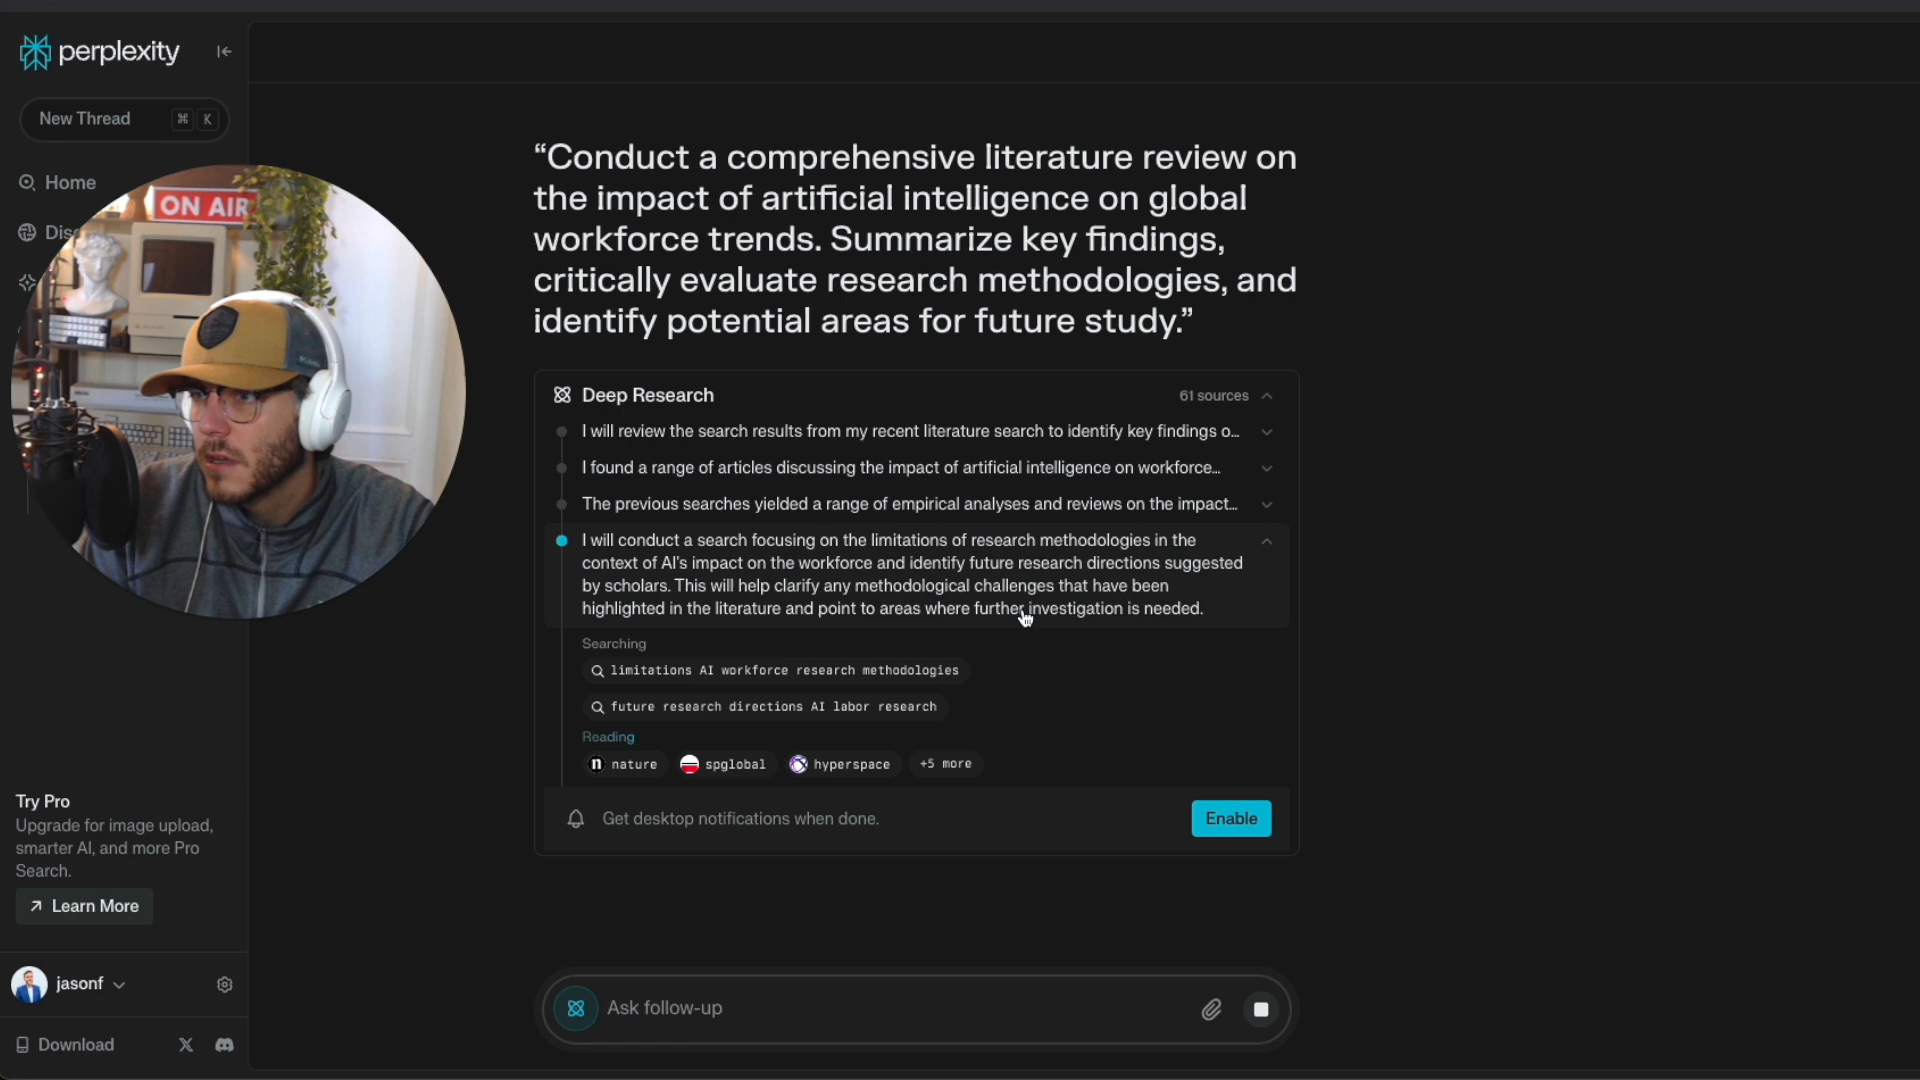 perplexity
New Thread
⌘ K
Home
ON AIR
Try Pro
Upgrade for image upload,
smarter AI, and more Pro
Search.
Learn More
jasonf
Download
“Conduct a comprehensive literature review on
the impact of artificial intelligence on global
workforce trends. Summarize key findings,
critically evaluate research methodologies, and
identify potential areas for future study.”
Deep Research
61 sources
I will review the search results from my recent literature search to identify key findings o...
I found a range of articles discussing the impact of artificial intelligence on workforce...
The previous searches yielded a range of empirical analyses and reviews on the impact...
I will conduct a search focusing on the limitations of research methodologies in the
context of AI's impact on the workforce and identify future research directions suggested
by scholars. This will help clarify any methodological challenges that have been
highlighted in the literature and point to areas where further investigation is needed.
Searching
limitations AI workforce research methodologies
future research directions AI labor research
Reading
nature spglobal hyperspace +5 more
Get desktop notifications when done.
Enable
Ask follow-up